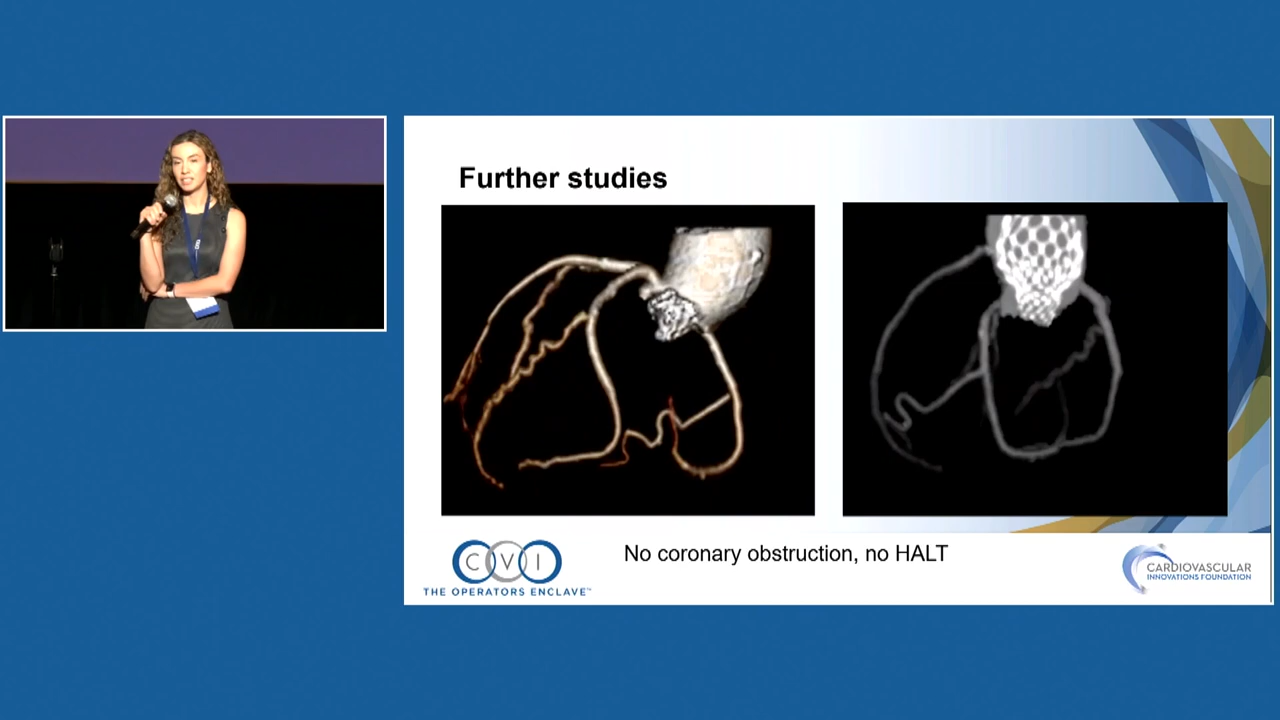 Further studies
No coronary obstruction, no HALT
CVI
THE OPERATORS ENCLAVE™
CARDIOVASCULAR
INNOVATIONS FOUNDATION